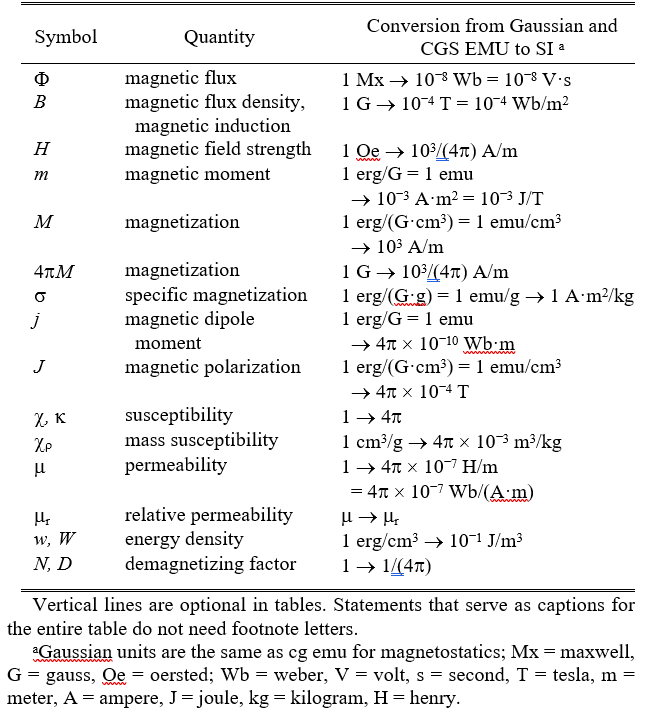 Symbol Quantity Conversion from Gaussian and
CGS EMU to SI ᵃ
Φ magnetic flux 1 Mx → 10⁻⁸ Wb = 10⁻⁸ V·s
B magnetic flux density, 1 G → 10⁻⁴ T = 10⁻⁴ Wb/m²
magnetic induction
H magnetic field strength 1 Oe → 10³/(4π) A/m
m magnetic moment 1 erg/G = 1 emu
→ 10⁻³ A·m² = 10⁻³ J/T
M magnetization 1 erg/(G·cm³) = 1 emu/cm³
→ 10³ A/m
4πM magnetization 1 G → 10³/(4π) A/m
σ specific magnetization 1 erg/(G·g) = 1 emu/g → 1 A·m²/kg
j magnetic dipole 1 erg/G = 1 emu
moment → 4π × 10⁻¹⁰ Wb·m
J magnetic polarization 1 erg/(G·cm³) = 1 emu/cm³
→ 4π × 10⁻⁴ T
χ, κ susceptibility 1 → 4π
χρ mass susceptibility 1 cm³/g → 4π × 10⁻³ m³/kg
μ permeability 1 → 4π × 10⁻⁷ H/m
= 4π × 10⁻⁷ Wb/(A·m)
μᵣ relative permeability μ → μᵣ
w, W energy density 1 erg/cm³ → 10⁻¹ J/m³
N, D demagnetizing factor 1 → 1/(4π)
Vertical lines are optional in tables. Statements that serve as captions for
the entire table do not need footnote letters.
ᵃGaussian units are the same as cg emu for magnetostatics; Mx = maxwell,
G = gauss, Oe = oersted; Wb = weber, V = volt, s = second, T = tesla, m =
meter, A = ampere, J = joule, kg = kilogram, H = henry.